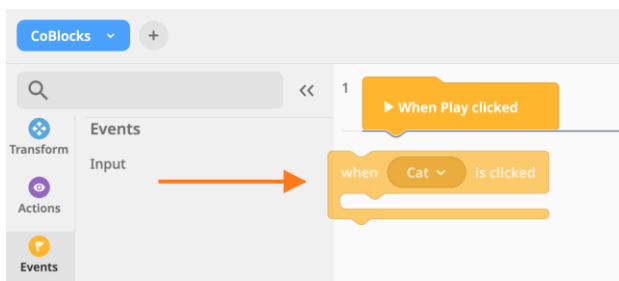 CoBlocks
+
1
When Play clicked
Transform
Events
Input
when Cat is clicked
Actions
Events